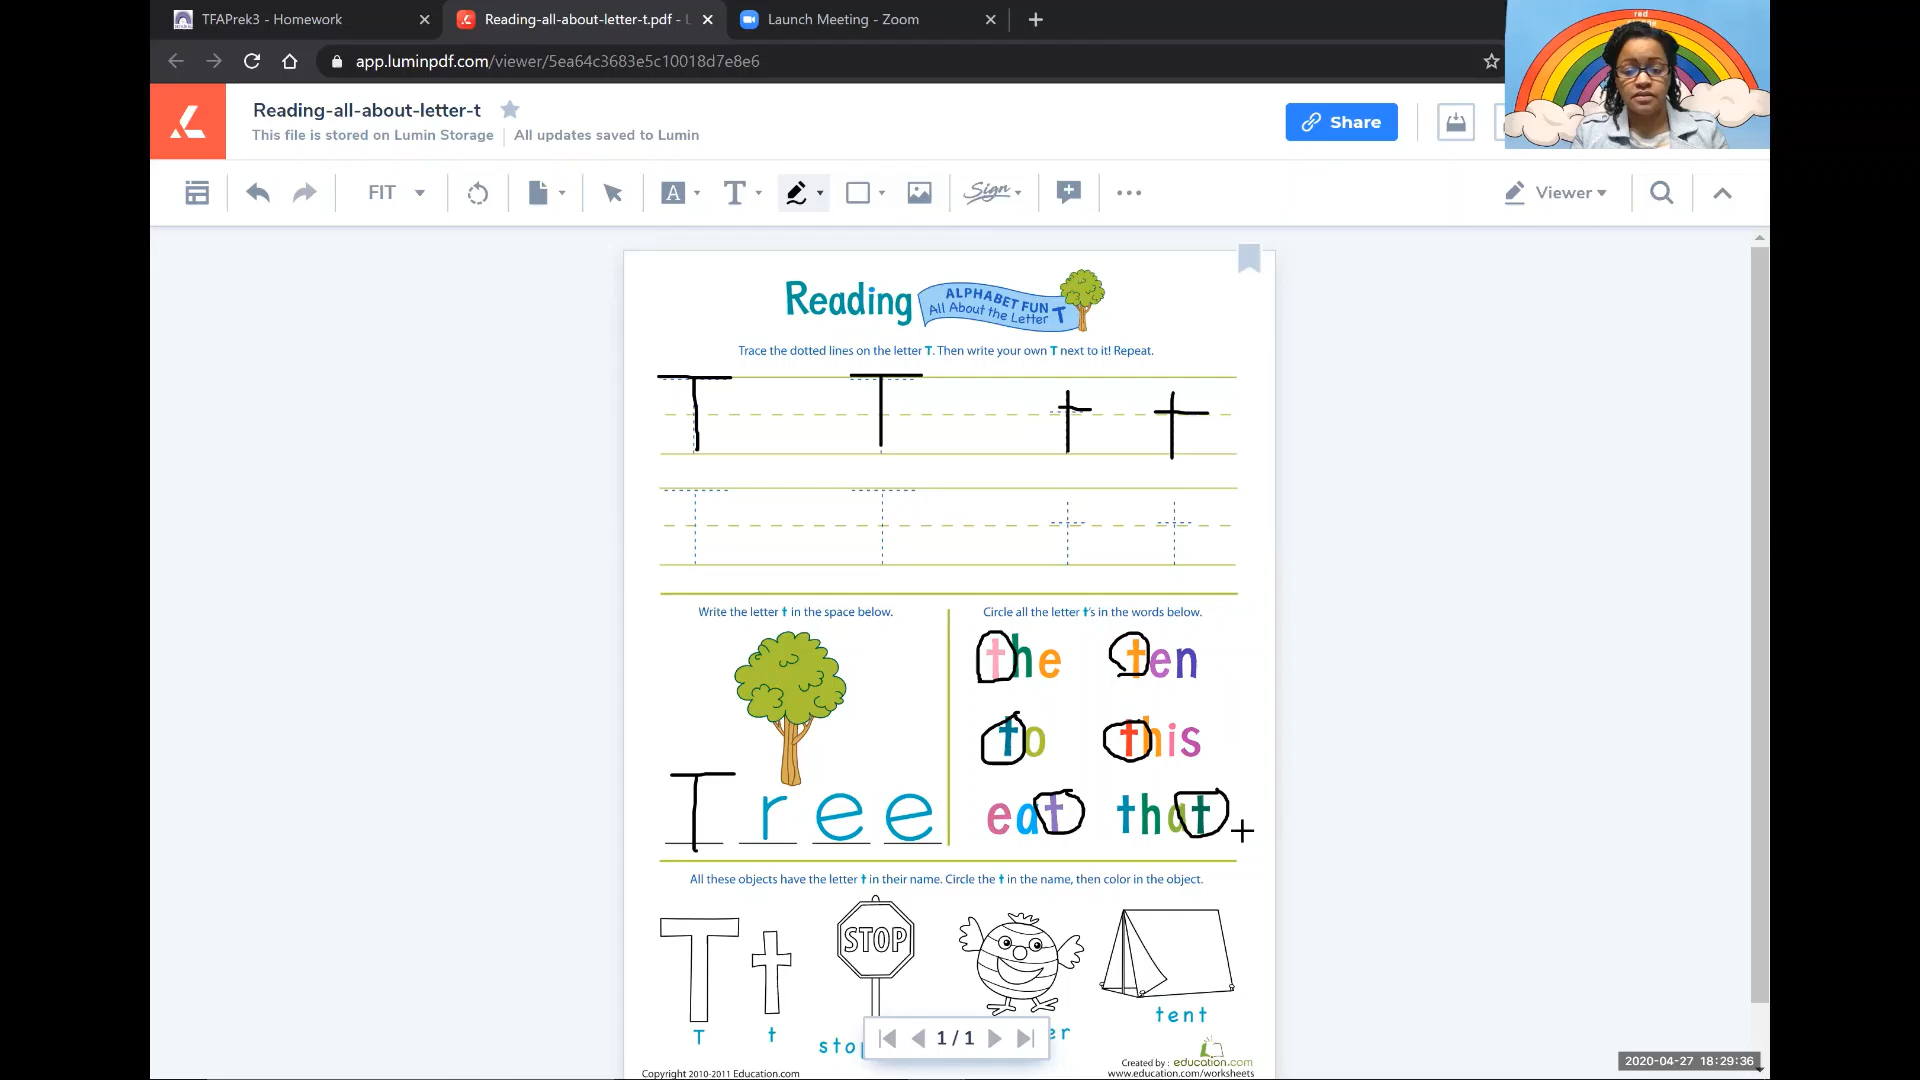 TFAPrek3 - Homework
Reading-all-about-letter-t.pdf -
Launch Meeting - Zoom
app.luminpdf.com/viewer/5ea64c3683e5c10018d7e8e6
red
Reading-all-about-letter-t
This file is stored on Lumin Storage All updates saved to Lumin
Share
FIT
A
T
Sign
Viewer
Reading
ALPHABET FUN
All About the Letter T
Trace the dotted lines on the letter T. Then write your own T next to it! Repeat.
T T t t
T T t t
Write the letter t in the space below.
Circle all the letter t's in the words below.
the ten
to this
eat that
Tree
All these objects have the letter t in their name. Circle the t in the name, then color in the object.
T t
STOP
T t
tent
1 / 1
Created by : education.com
www.education.com/worksheets
Copyright 2010-2011 Education.com
2020-04-27 18:29:36